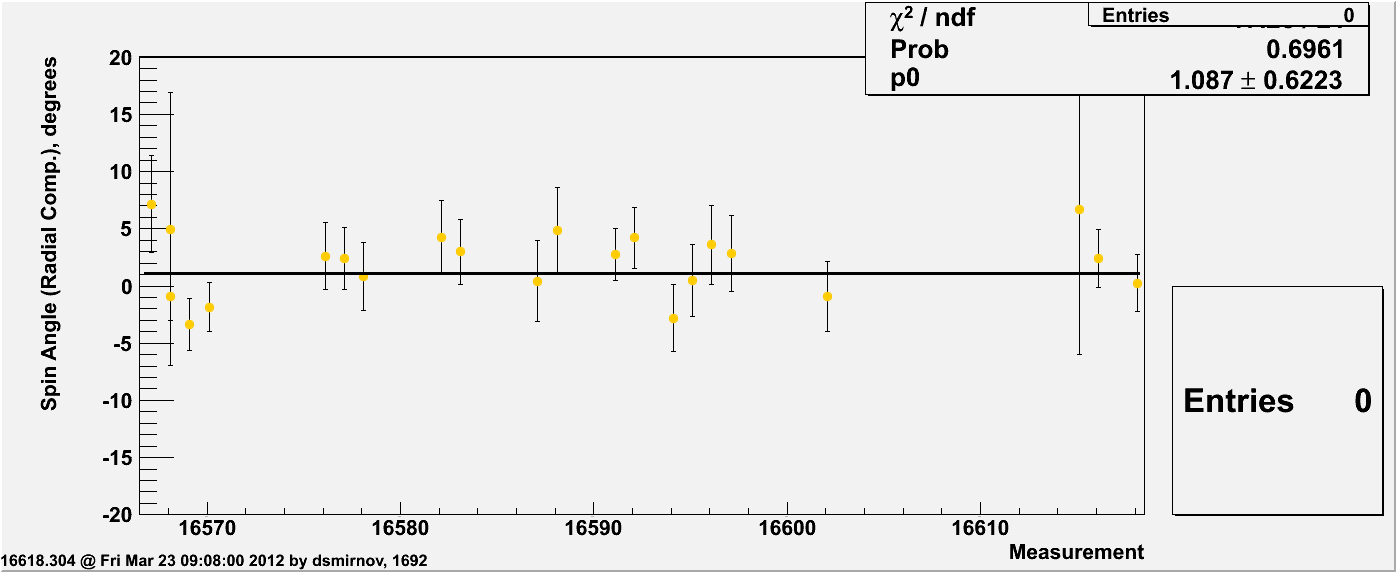 χ² / ndf
Entries 0
Prob 0.6961
p0 1.087 ± 0.6223
Spin Angle (Radial Comp.), degrees
20
15
10
5
0
-5
-10
-15
-20
16570 16580 16590 16600 16610
Measurement
Entries 0
16618.304 @ Fri Mar 23 09:08:00 2012 by dsmirnov, 1692